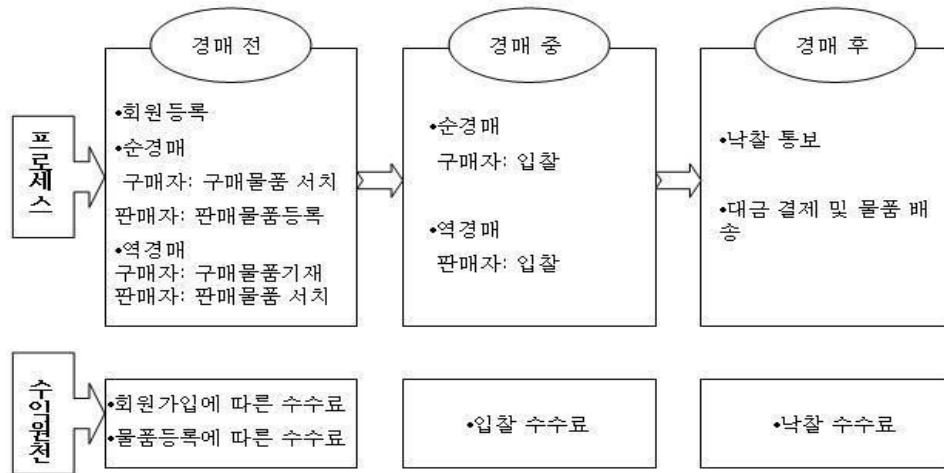 경매 전
경매 중
경매 후
프로세스
•회원등록
•순경매
구매자: 구매물품 서치
판매자: 판매물품등록
•역경매
구매자: 구매물품기재
판매자: 판매물품 서치
•순경매
구매자: 입찰
•역경매
판매자: 입찰
•낙찰 통보
•대금 결제 및 물품 배
송
수익원천
•회원가입에 따른 수수료
•물품등록에 따른 수수료
•입찰 수수료
•낙찰 수수료